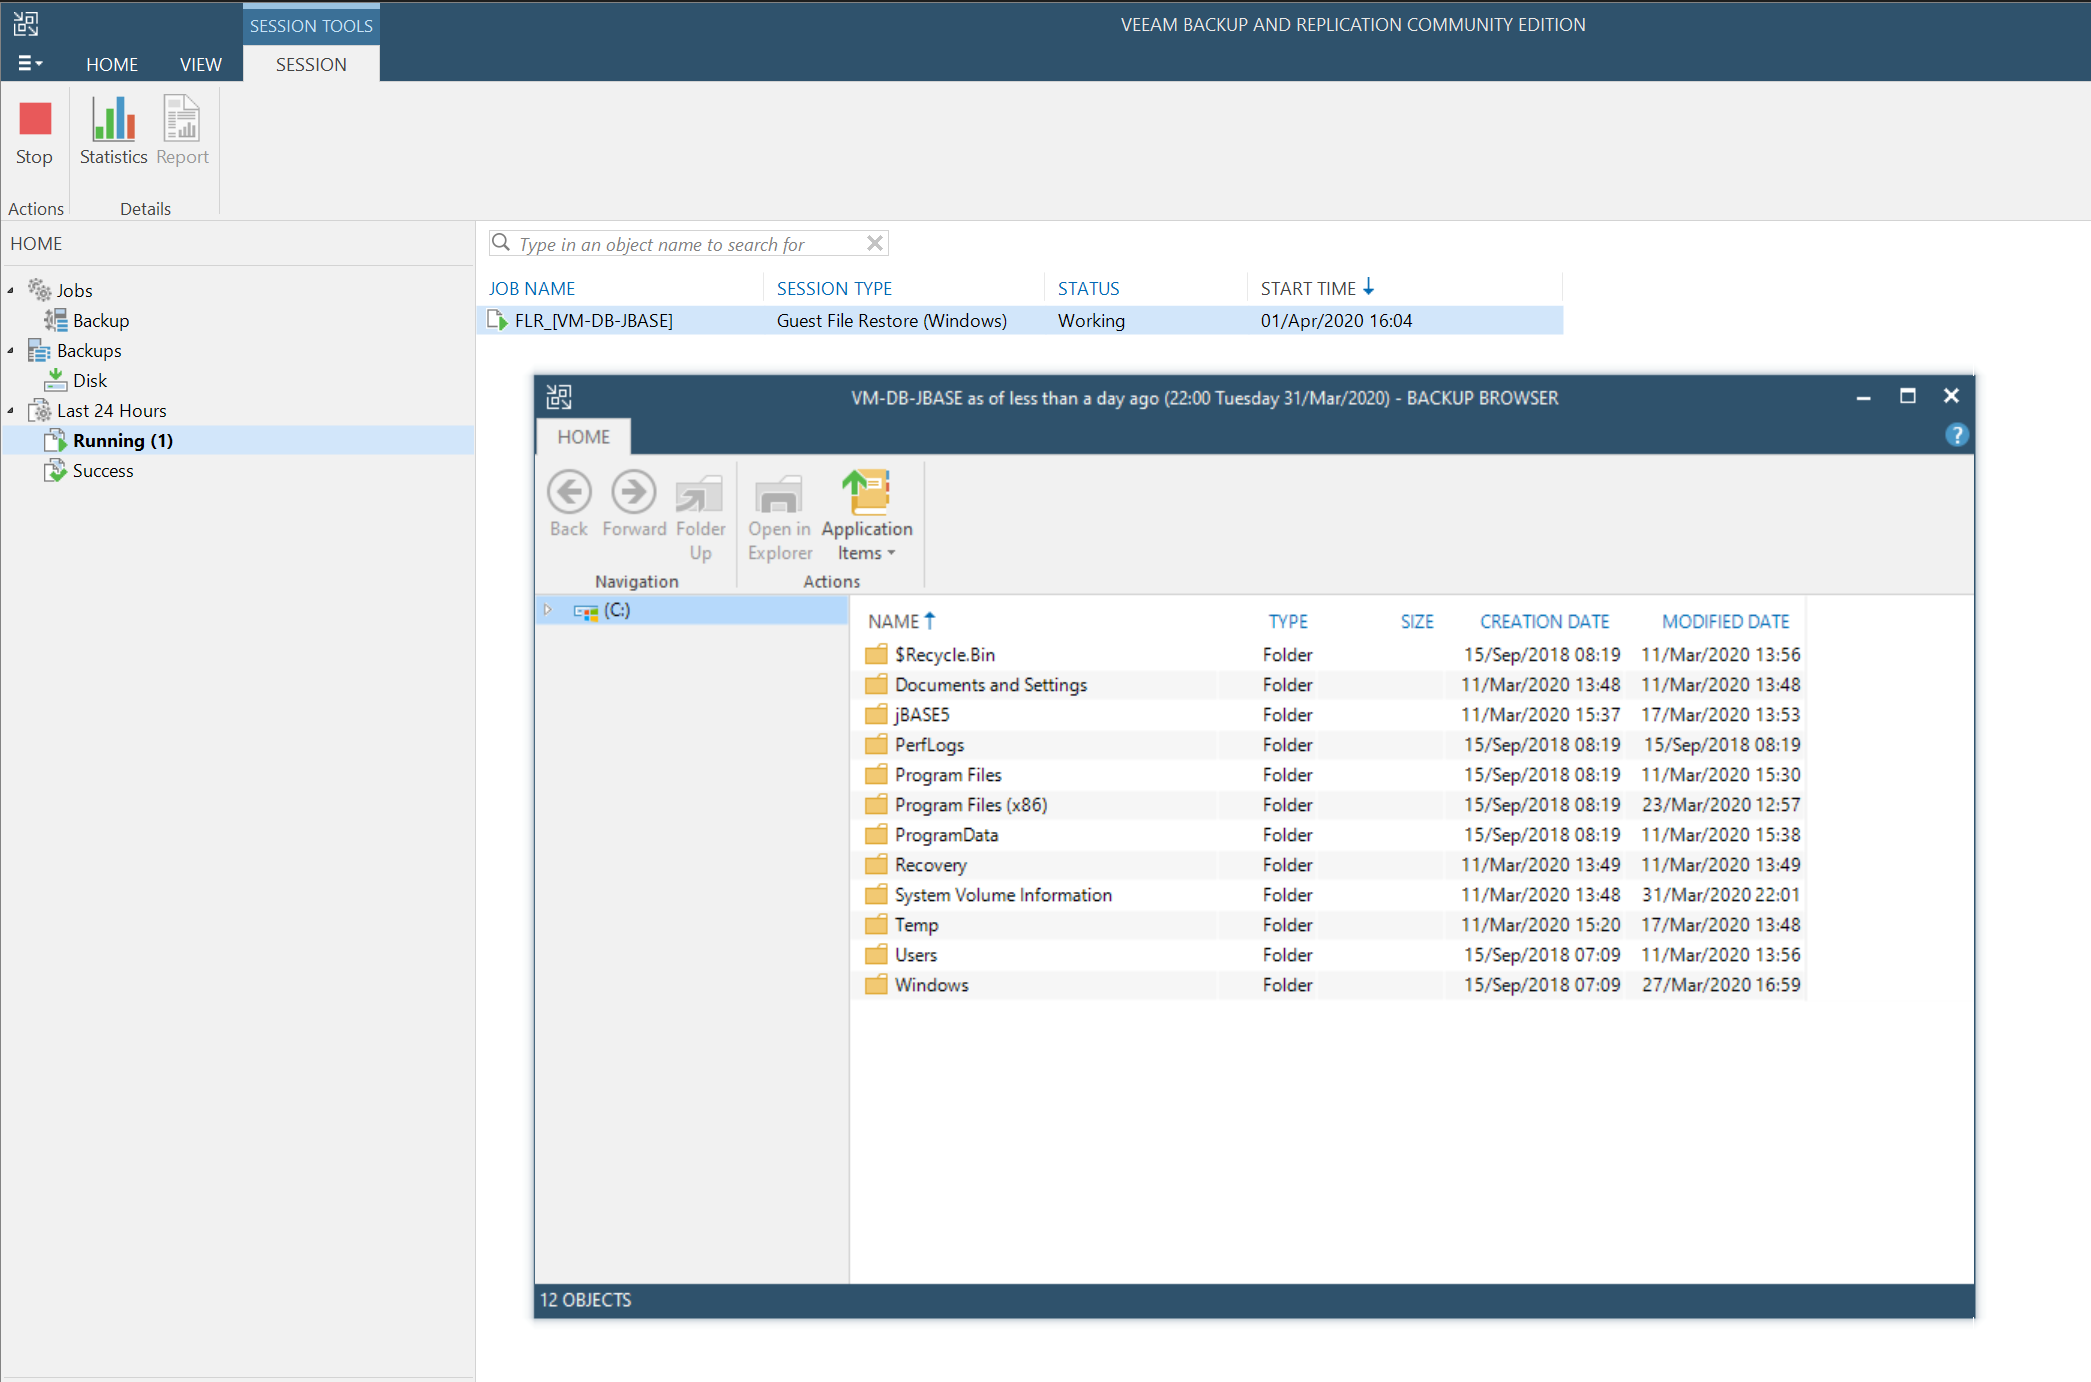 SESSION TOOLS
VEEAM BACKUP AND REPLICATION COMMUNITY EDITION
HOME VIEW SESSION
Stop Statistics Report
Actions Details
HOME
Jobs
Backup
Backups
Disk
Last 24 Hours
Running (1)
Success
Type in an object name to search for
JOB NAME SESSION TYPE STATUS START TIME
FLR_[VM-DB-JBASE] Guest File Restore (Windows) Working 01/Apr/2020 16:04
VM-DB-JBASE as of less than a day ago (22:00 Tuesday 31/Mar/2020) - BACKUP BROWSER
HOME
?
Back Forward Folder Up Open in Explorer Application Items
Navigation Actions
(C:)
NAME TYPE SIZE CREATION DATE MODIFIED DATE
$Recycle.Bin Folder 15/Sep/2018 08:19 11/Mar/2020 13:56
Documents and Settings Folder 11/Mar/2020 13:48 11/Mar/2020 13:48
jBASE5 Folder 11/Mar/2020 15:37 17/Mar/2020 13:53
PerfLogs Folder 15/Sep/2018 08:19 15/Sep/2018 08:19
Program Files Folder 15/Sep/2018 08:19 11/Mar/2020 15:30
Program Files (x86) Folder 15/Sep/2018 08:19 23/Mar/2020 12:57
ProgramData Folder 15/Sep/2018 08:19 11/Mar/2020 15:38
Recovery Folder 11/Mar/2020 13:49 11/Mar/2020 13:49
System Volume Information Folder 11/Mar/2020 13:48 31/Mar/2020 22:01
Temp Folder 11/Mar/2020 15:20 17/Mar/2020 13:48
Users Folder 15/Sep/2018 07:09 11/Mar/2020 13:56
Windows Folder 15/Sep/2018 07:09 27/Mar/2020 16:59
12 OBJECTS